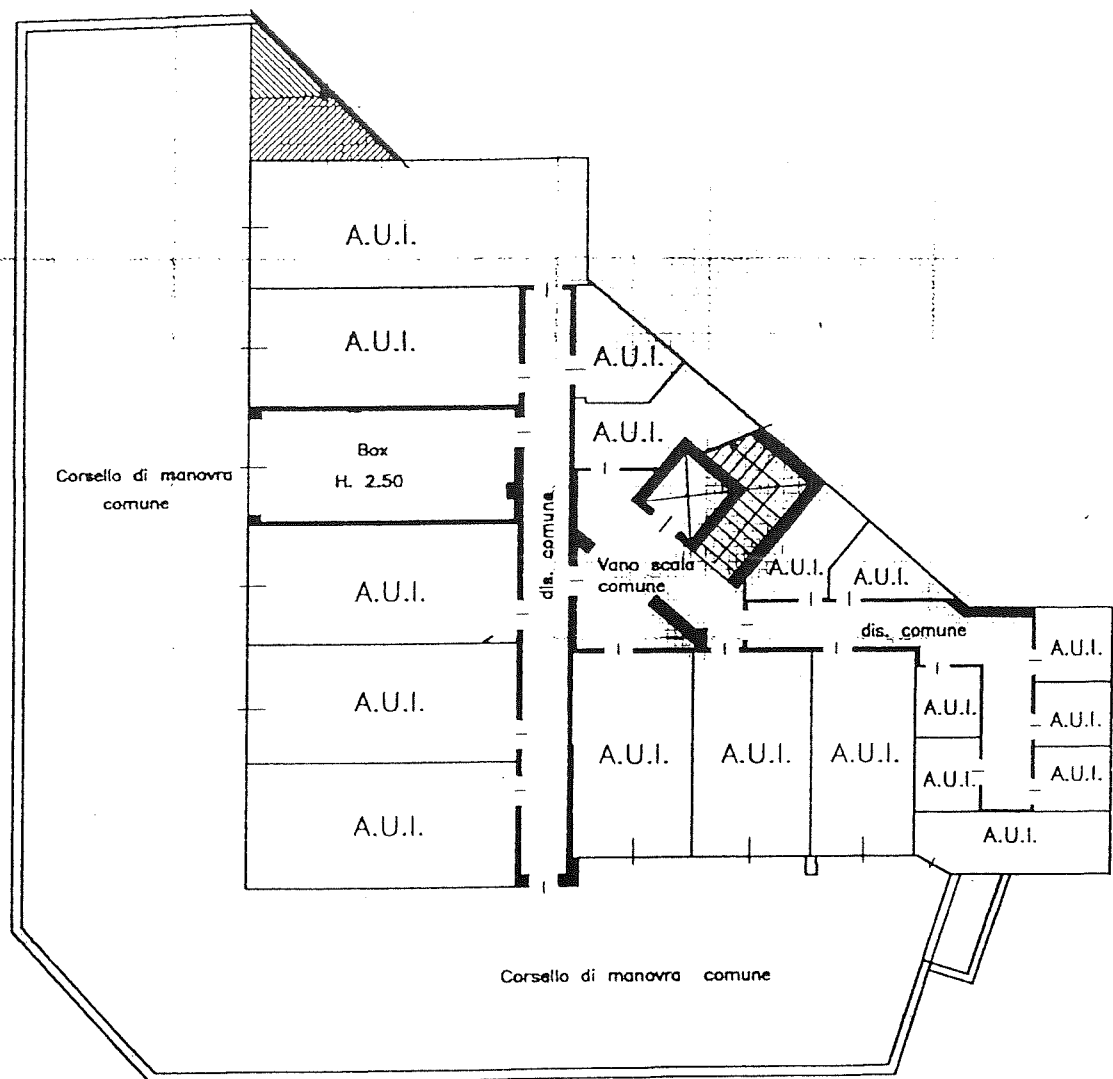 A.U.I.
A.U.I.
A.U.I.
Box
H. 2.50
A.U.I.
Corsello di manovra
comune
dis. comune
Vano scala
comune
A.U.I.
A.U.I.
A.U.I.
dis. comune
A.U.I.
A.U.I.
A.U.I.
A.U.I.
A.U.I.
A.U.I.
A.U.I.
A.U.I.
A.U.I.
A.U.I.
A.U.I.
A.U.I.
Corsello di manovra comune